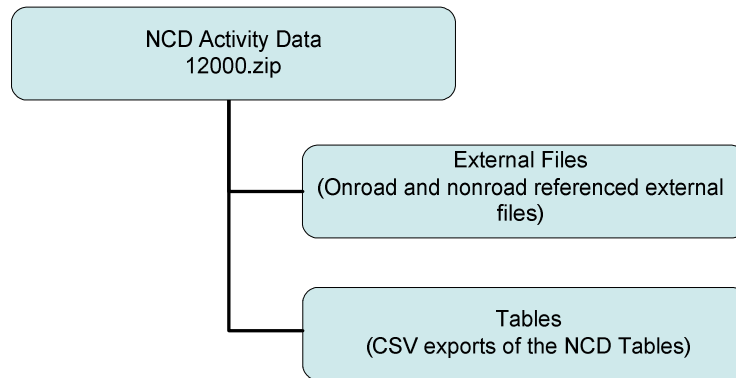 NCD Activity Data
12000.zip
External Files
(Onroad and nonroad referenced external
files)
Tables
(CSV exports of the NCD Tables)